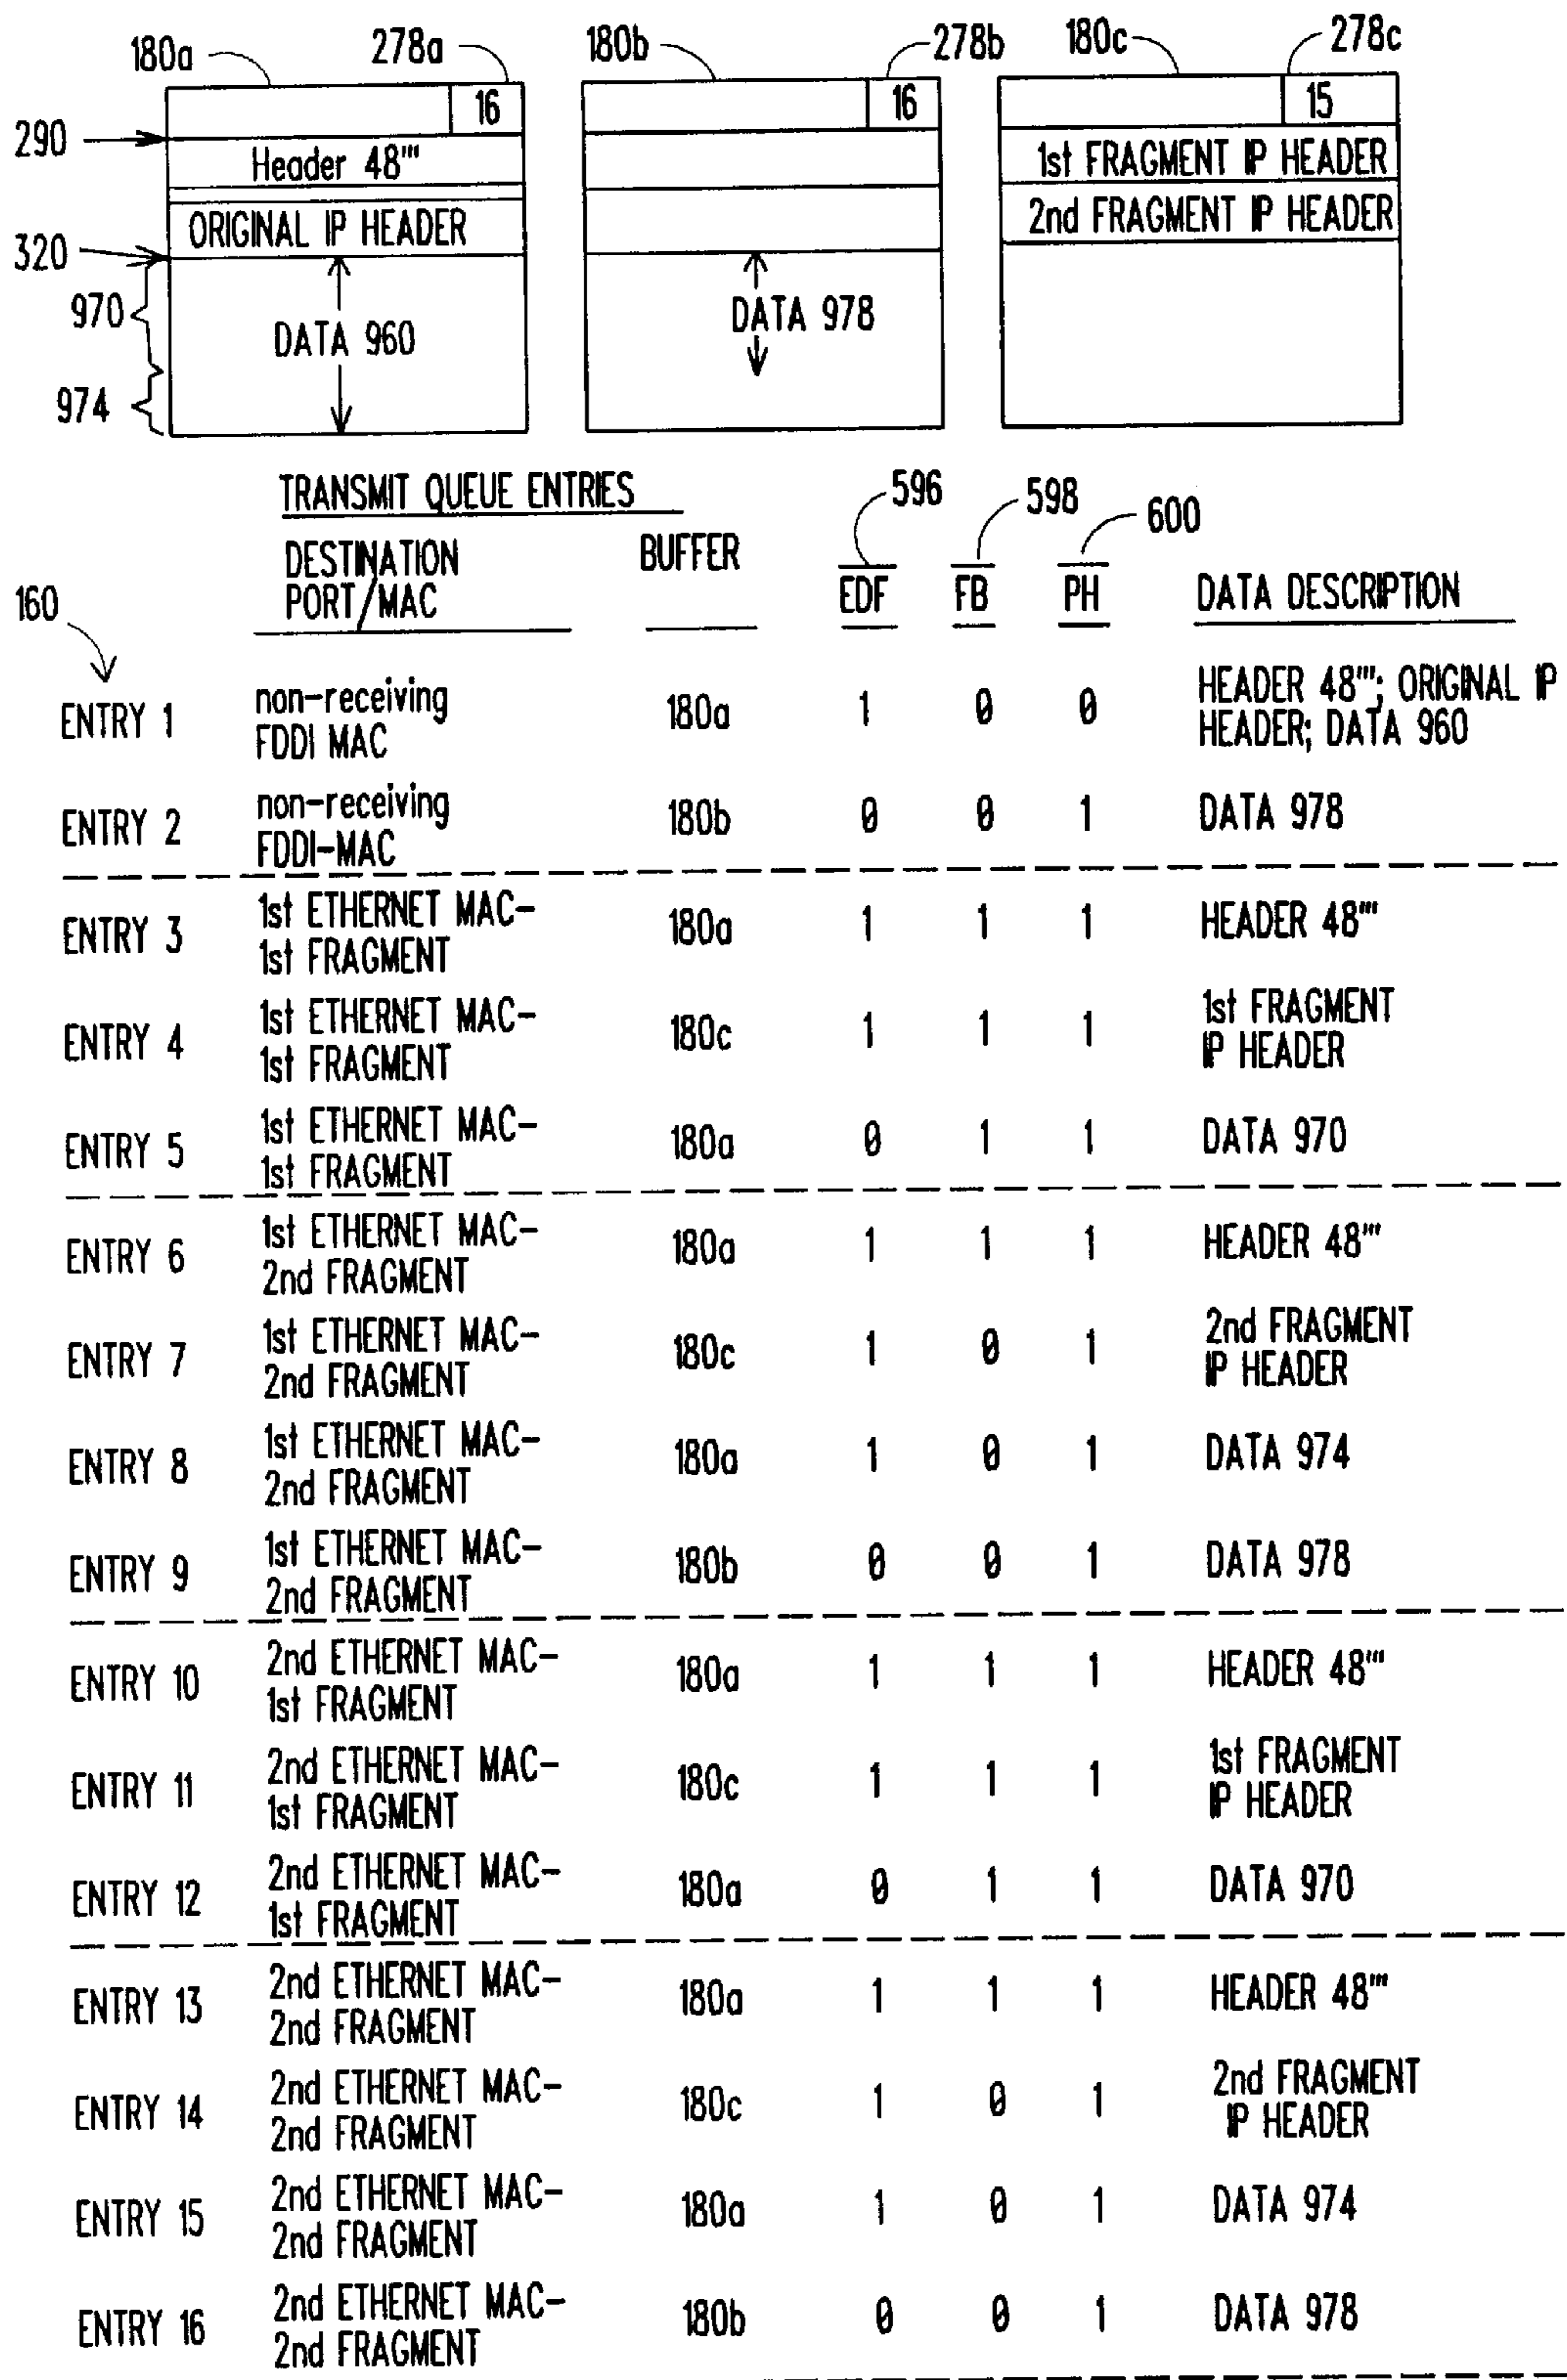 180a 278a 180b 278b 180c 278c
16 16 15
290 Header 48''' 1st FRAGMENT IP HEADER
ORIGINAL IP HEADER 2nd FRAGMENT IP HEADER
320
970 DATA 960 DATA 978
974
TRANSMIT QUEUE ENTRIES 596 598 600
DESTINATION BUFFER
PORT/MAC EDF FB PH DATA DESCRIPTION
160
ENTRY 1 non-receiving 180a 1 0 0 HEADER 48'''; ORIGINAL IP
FDDI MAC HEADER; DATA 960
ENTRY 2 non-receiving 180b 0 0 1 DATA 978
FDDI-MAC
ENTRY 3 1st ETHERNET MAC- 180a 1 1 1 HEADER 48'''
1st FRAGMENT
ENTRY 4 1st ETHERNET MAC- 180c 1 1 1 1st FRAGMENT
1st FRAGMENT IP HEADER
ENTRY 5 1st ETHERNET MAC- 180a 0 1 1 DATA 970
1st FRAGMENT
ENTRY 6 1st ETHERNET MAC- 180a 1 1 1 HEADER 48'''
2nd FRAGMENT
ENTRY 7 1st ETHERNET MAC- 180c 1 0 1 2nd FRAGMENT
2nd FRAGMENT IP HEADER
ENTRY 8 1st ETHERNET MAC- 180a 1 0 1 DATA 974
2nd FRAGMENT
ENTRY 9 1st ETHERNET MAC- 180b 0 0 1 DATA 978
2nd FRAGMENT
ENTRY 10 2nd ETHERNET MAC- 180a 1 1 1 HEADER 48'''
1st FRAGMENT
ENTRY 11 2nd ETHERNET MAC- 180c 1 1 1 1st FRAGMENT
1st FRAGMENT IP HEADER
ENTRY 12 2nd ETHERNET MAC- 180a 0 1 1 DATA 970
1st FRAGMENT
ENTRY 13 2nd ETHERNET MAC- 180a 1 1 1 HEADER 48'''
2nd FRAGMENT
ENTRY 14 2nd ETHERNET MAC- 180c 1 0 1 2nd FRAGMENT
2nd FRAGMENT IP HEADER
ENTRY 15 2nd ETHERNET MAC- 180a 1 0 1 DATA 974
2nd FRAGMENT
ENTRY 16 2nd ETHERNET MAC- 180b 0 0 1 DATA 978
2nd FRAGMENT